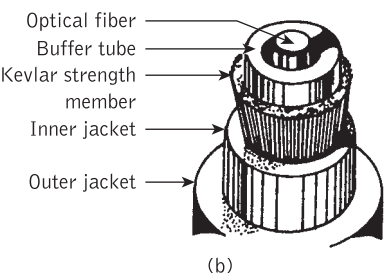 Optical fiber
Buffer tube
Kevlar strength
member
Inner jacket
Outer jacket
(b)